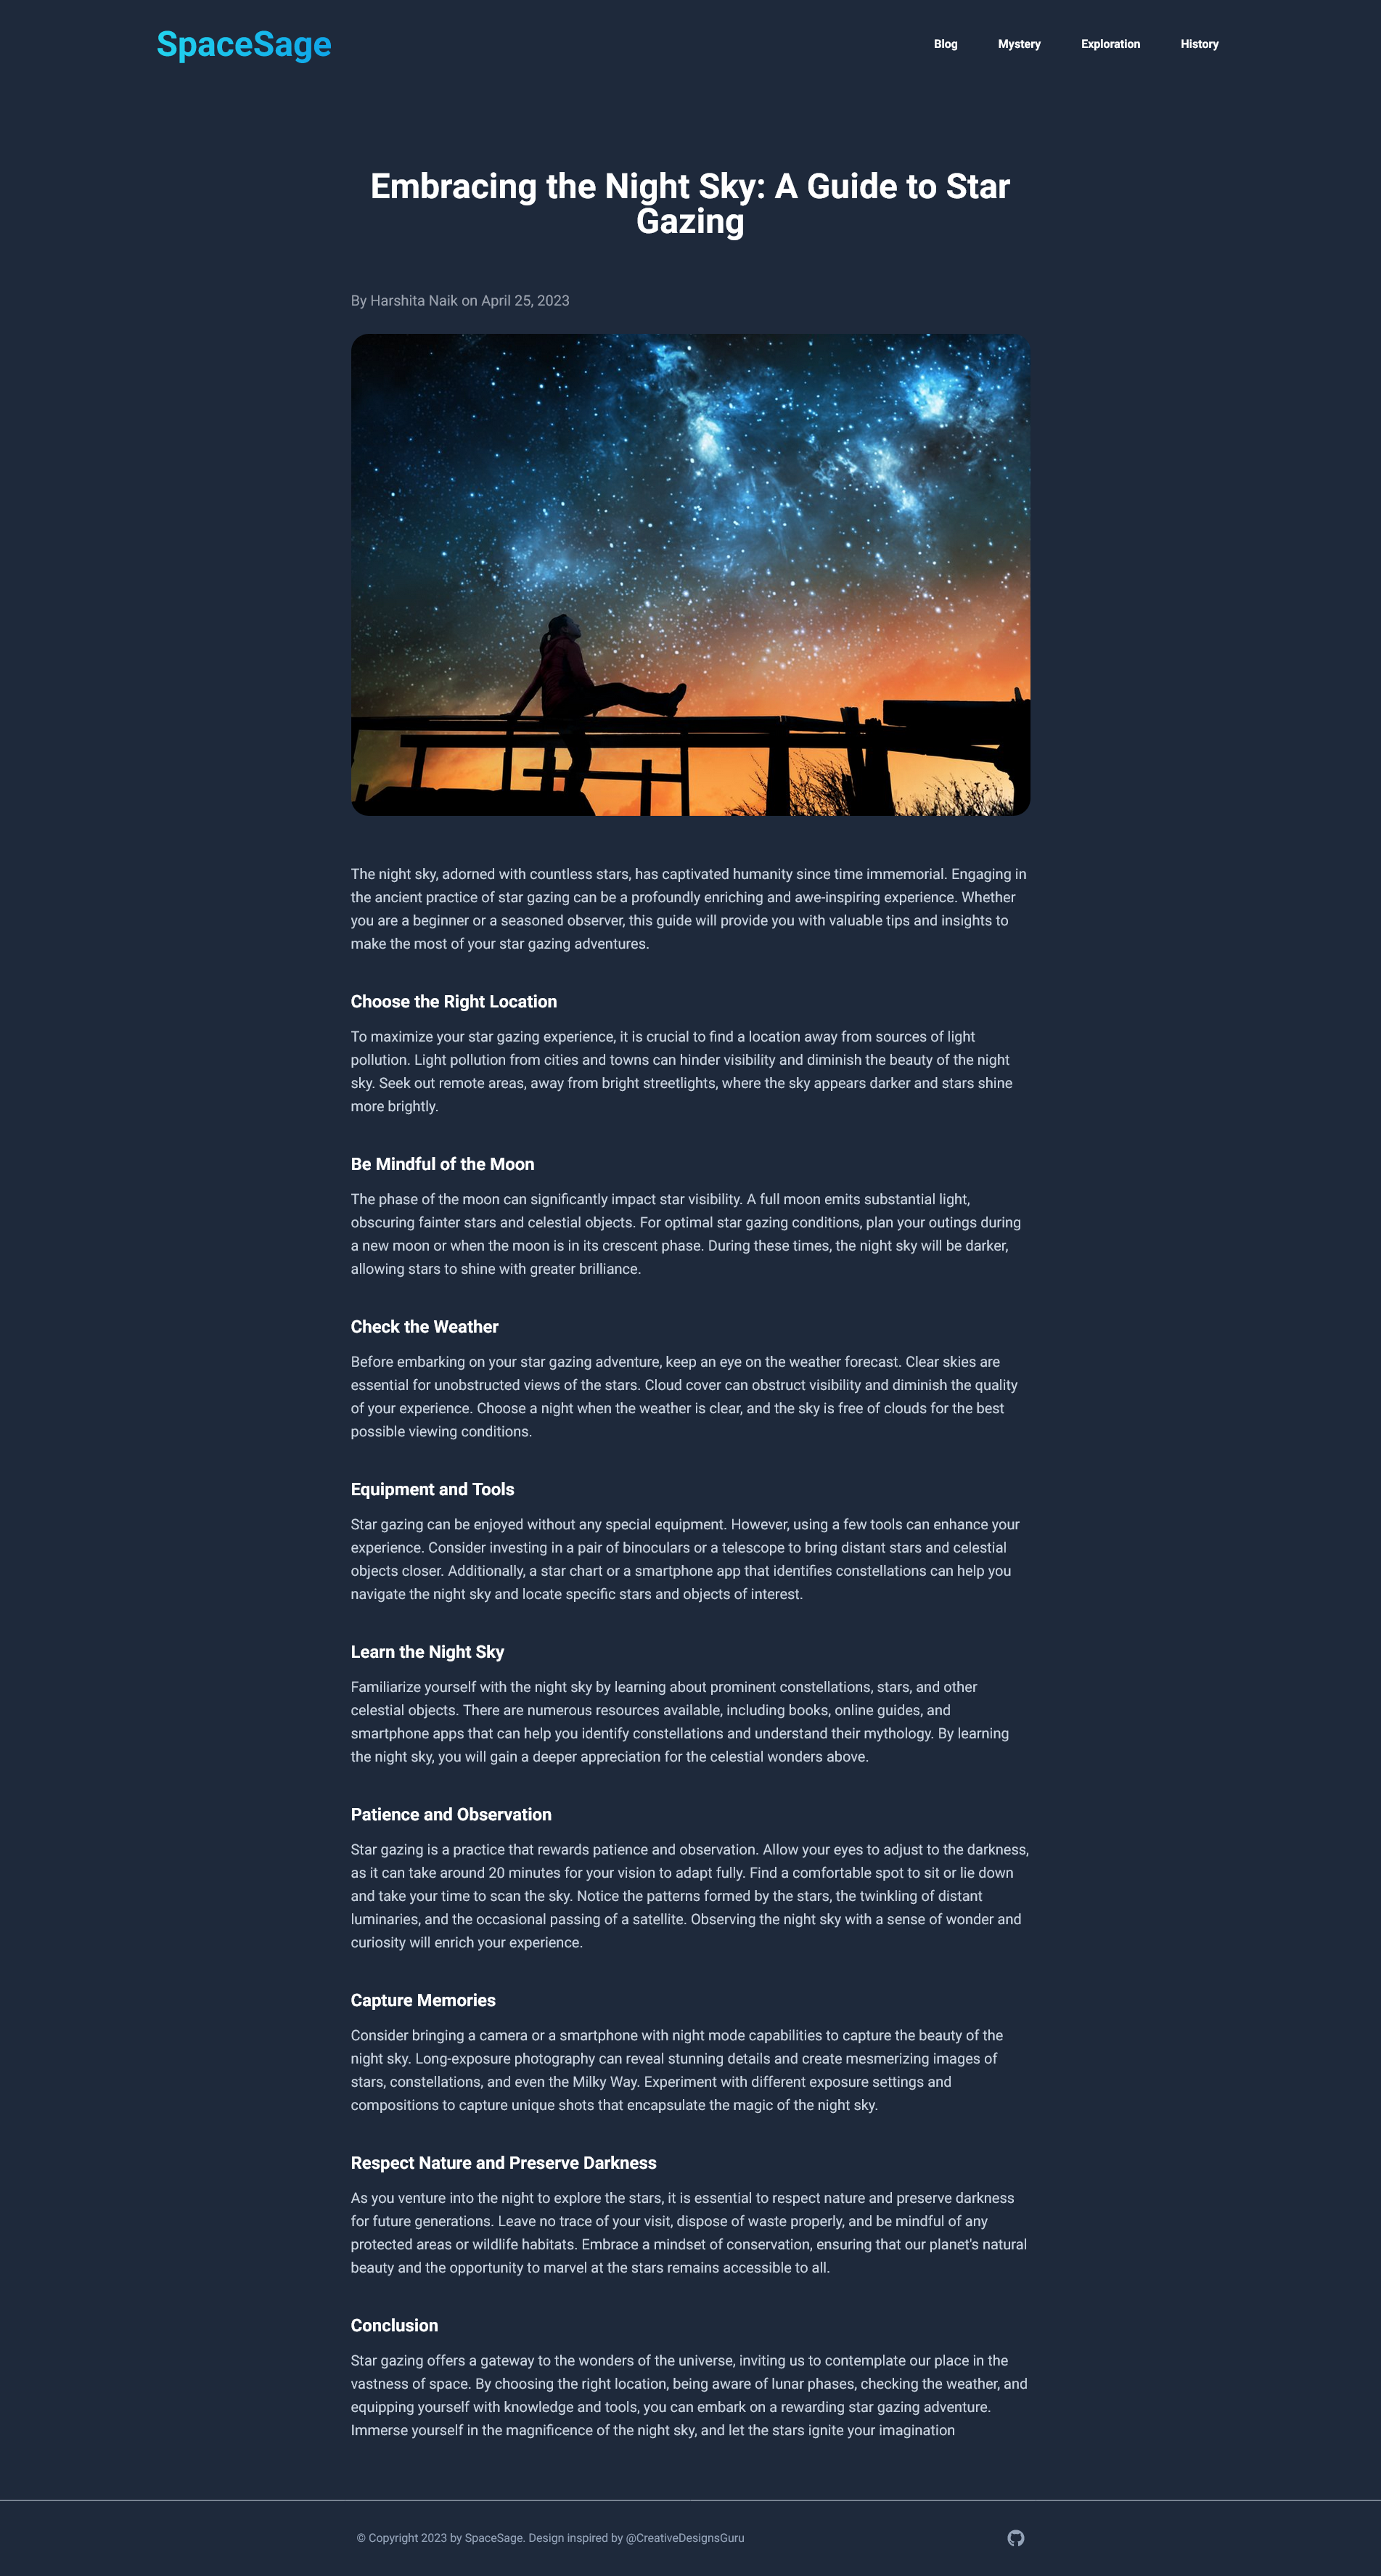 SpaceSage
Blog
Mystery
Exploration
History
Embracing the Night Sky: A Guide to Star
Gazing
By Harshita Naik on April 25, 2023
The night sky, adorned with countless stars, has captivated humanity since time immemorial. Engaging in
the ancient practice of star gazing can be a profoundly enriching and awe-inspiring experience. Whether
you are a beginner or a seasoned observer, this guide will provide you with valuable tips and insights to
make the most of your star gazing adventures.
Choose the Right Location
To maximize your star gazing experience, it is crucial to find a location away from sources of light
pollution. Light pollution from cities and towns can hinder visibility and diminish the beauty of the night
sky. Seek out remote areas, away from bright streetlights, where the sky appears darker and stars shine
more brightly.
Be Mindful of the Moon
The phase of the moon can significantly impact star visibility. A full moon emits substantial light,
obscuring fainter stars and celestial objects. For optimal star gazing conditions, plan your outings during
a new moon or when the moon is in its crescent phase. During these times, the night sky will be darker,
allowing stars to shine with greater brilliance.
Check the Weather
Before embarking on your star gazing adventure, keep an eye on the weather forecast. Clear skies are
essential for unobstructed views of the stars. Cloud cover can obstruct visibility and diminish the quality
of your experience. Choose a night when the weather is clear, and the sky is free of clouds for the best
possible viewing conditions.
Equipment and Tools
Star gazing can be enjoyed without any special equipment. However, using a few tools can enhance your
experience. Consider investing in a pair of binoculars or a telescope to bring distant stars and celestial
objects closer. Additionally, a star chart or a smartphone app that identifies constellations can help you
navigate the night sky and locate specific stars and objects of interest.
Learn the Night Sky
Familiarize yourself with the night sky by learning about prominent constellations, stars, and other
celestial objects. There are numerous resources available, including books, online guides, and
smartphone apps that can help you identify constellations and understand their mythology. By learning
the night sky, you will gain a deeper appreciation for the celestial wonders above.
Patience and Observation
Star gazing is a practice that rewards patience and observation. Allow your eyes to adjust to the darkness,
as it can take around 20 minutes for your vision to adapt fully. Find a comfortable spot to sit or lie down
and take your time to scan the sky. Notice the patterns formed by the stars, the twinkling of distant
luminaries, and the occasional passing of a satellite. Observing the night sky with a sense of wonder and
curiosity will enrich your experience.
Capture Memories
Consider bringing a camera or a smartphone with night mode capabilities to capture the beauty of the
night sky. Long-exposure photography can reveal stunning details and create mesmerizing images of
stars, constellations, and even the Milky Way. Experiment with different exposure settings and
compositions to capture unique shots that encapsulate the magic of the night sky.
Respect Nature and Preserve Darkness
As you venture into the night to explore the stars, it is essential to respect nature and preserve darkness
for future generations. Leave no trace of your visit, dispose of waste properly, and be mindful of any
protected areas or wildlife habitats. Embrace a mindset of conservation, ensuring that our planet's natural
beauty and the opportunity to marvel at the stars remains accessible to all.
Conclusion
Star gazing offers a gateway to the wonders of the universe, inviting us to contemplate our place in the
vastness of space. By choosing the right location, being aware of lunar phases, checking the weather, and
equipping yourself with knowledge and tools, you can embark on a rewarding star gazing adventure.
Immerse yourself in the magnificence of the night sky, and let the stars ignite your imagination
© Copyright 2023 by SpaceSage. Design inspired by @CreativeDesignsGuru